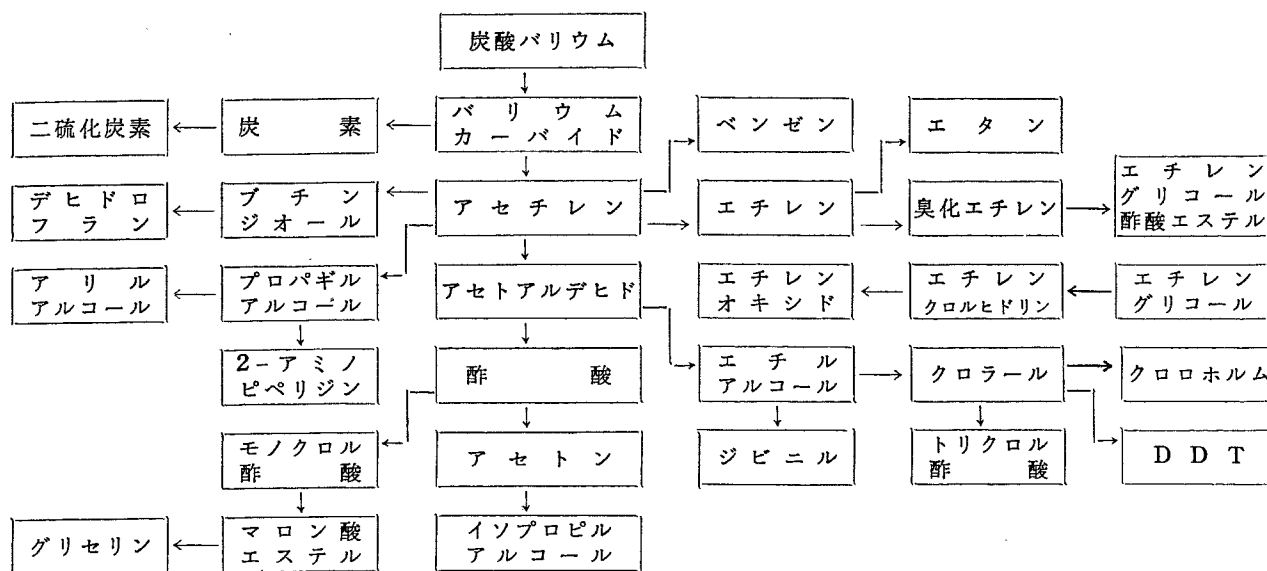 炭酸バリウム
二硫化炭素
炭素
バリウム
カーバイド
ベンゼン
エタン
デヒドロ
フラン
ブチン
ジオール
アセチレン
エチレン
臭化エチレン
エチレン
グリコール
酢酸エステル
アリル
アルコール
プロパギル
アルコール
アセトアルデヒド
エチレン
オキシド
エチレン
クロルヒドリン
エチレン
グリコール
2-アミノ
ピペリジン
酢酸
エチル
アルコール
クロラール
クロロホルム
モノクロル
酢酸
アセトン
ジビニル
トリクロル
酢酸
DDT
グリセリン
マロン酸
エステル
イソプロピル
アルコール